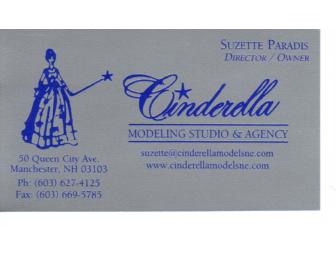 SUZETTE PARADIS
DIRECTOR / OWNER
Cinderella
MODELING STUDIO & AGENCY
suzette@cinderellamodelsne.com
www.cinderellamodelsne.com
50 Queen City Ave.
Manchester, NH 03103
Ph: (603) 627-4125
Fax: (603) 669-5785